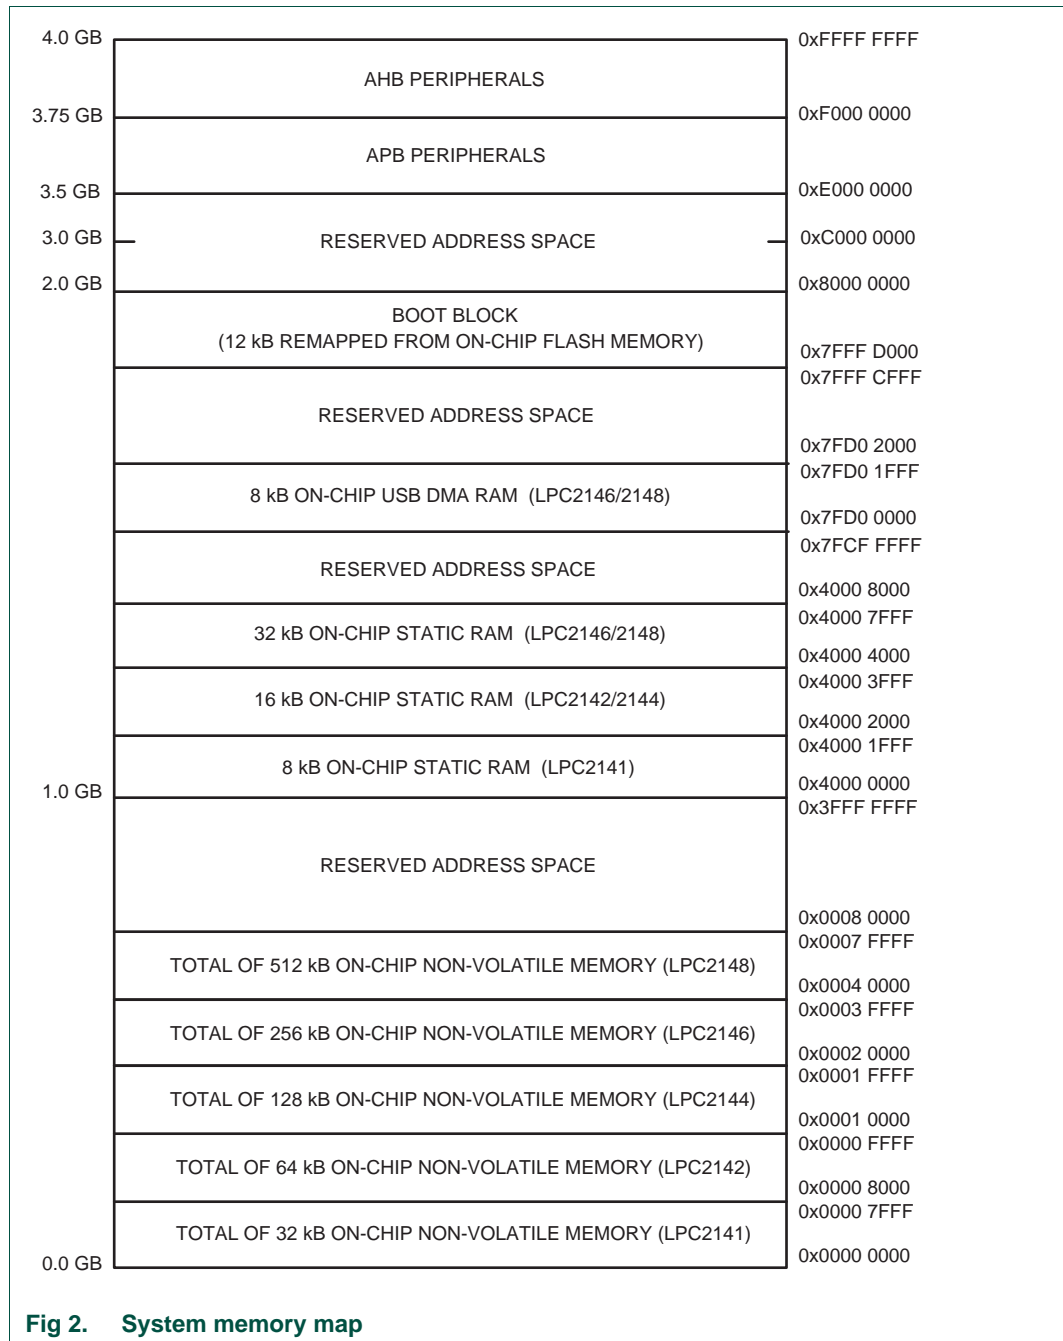 4.0 GB 0xFFFF FFFF
AHB PERIPHERALS
3.75 GB 0xF000 0000
APB PERIPHERALS
3.5 GB 0xE000 0000
3.0 GB RESERVED ADDRESS SPACE 0xC000 0000
2.0 GB 0x8000 0000
BOOT BLOCK
(12 kB REMAPPED FROM ON-CHIP FLASH MEMORY)
0x7FFF D000
0x7FFF CFFF
RESERVED ADDRESS SPACE
0x7FD0 2000
0x7FD0 1FFF
8 kB ON-CHIP USB DMA RAM (LPC2146/2148)
0x7FD0 0000
0x7FCF FFFF
RESERVED ADDRESS SPACE
0x4000 8000
0x4000 7FFF
32 kB ON-CHIP STATIC RAM (LPC2146/2148)
0x4000 4000
0x4000 3FFF
16 kB ON-CHIP STATIC RAM (LPC2142/2144)
0x4000 2000
0x4000 1FFF
8 kB ON-CHIP STATIC RAM (LPC2141)
1.0 GB 0x4000 0000
0x3FFF FFFF
RESERVED ADDRESS SPACE
0x0008 0000
0x0007 FFFF
TOTAL OF 512 kB ON-CHIP NON-VOLATILE MEMORY (LPC2148)
0x0004 0000
0x0003 FFFF
TOTAL OF 256 kB ON-CHIP NON-VOLATILE MEMORY (LPC2146)
0x0002 0000
0x0001 FFFF
TOTAL OF 128 kB ON-CHIP NON-VOLATILE MEMORY (LPC2144)
0x0001 0000
0x0000 FFFF
TOTAL OF 64 kB ON-CHIP NON-VOLATILE MEMORY (LPC2142)
0x0000 8000
0x0000 7FFF
TOTAL OF 32 kB ON-CHIP NON-VOLATILE MEMORY (LPC2141)
0.0 GB 0x0000 0000
Fig 2. System memory map